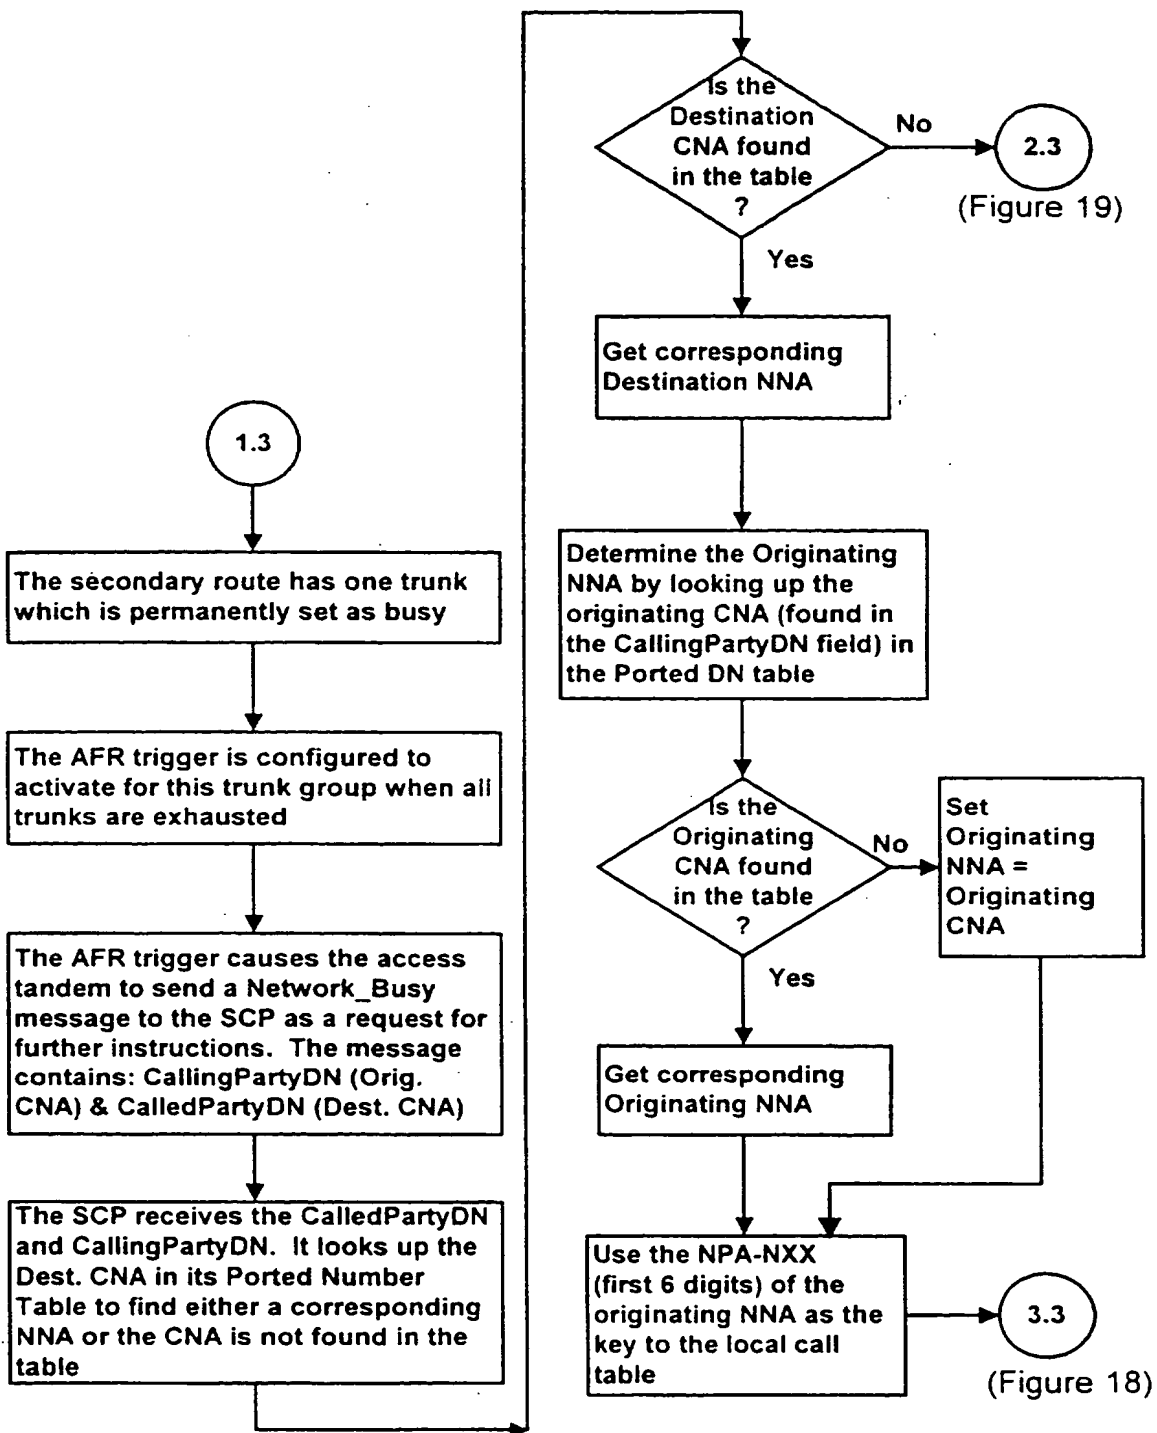 1.3
The secondary route has one trunk
which is permanently set as busy
The AFR trigger is configured to
activate for this trunk group when all
trunks are exhausted
The AFR trigger causes the access
tandem to send a Network_Busy
message to the SCP as a request for
further instructions. The message
contains: CallingPartyDN (Orig.
CNA) & CalledPartyDN (Dest. CNA)
The SCP receives the CalledPartyDN
and CallingPartyDN. It looks up the
Dest. CNA in its Ported Number
Table to find either a corresponding
NNA or the CNA is not found in the
table
Is the
Destination
CNA found
in the table
?
No
2.3
(Figure 19)
Yes
Get corresponding
Destination NNA
Determine the Originating
NNA by looking up the
originating CNA (found in
the CallingPartyDN field) in
the Ported DN table
Is the
Originating
CNA found
in the table
?
No
Set
Originating
NNA =
Originating
CNA
Yes
Get corresponding
Originating NNA
Use the NPA-NXX
(first 6 digits) of the
originating NNA as the
key to the local call
table
3.3
(Figure 18)